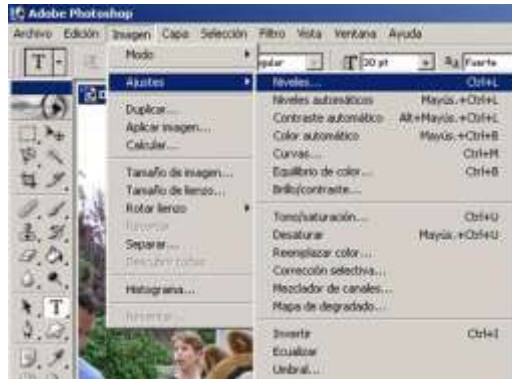 Adobe Photoshop
Archivo Edición Imagen Capa Selección Filtro Vista Ventana Ayuda
T 30 pt aa Fuerte
Modo
Ajustes
Duplicar...
Aplicar imagen...
Calcular...
Tamaño de imagen...
Tamaño de lienzo...
Rotar lienzo
Separar...
Histograma...
Niveles... Ctrl+L
Niveles automáticos Mayús.+Ctrl+L
Contraste automático Alt+Mayús.+Ctrl+L
Color automático Mayús.+Ctrl+B
Curvas... Ctrl+M
Equilibrio de color... Ctrl+B
Brillo/contraste...
Tono/saturación... Ctrl+U
Desaturar Mayús.+Ctrl+U
Reemplazar color...
Corrección selectiva...
Mezclador de canales...
Mapa de degradado...
Invertir Ctrl+I
Ecualizar
Umbral...